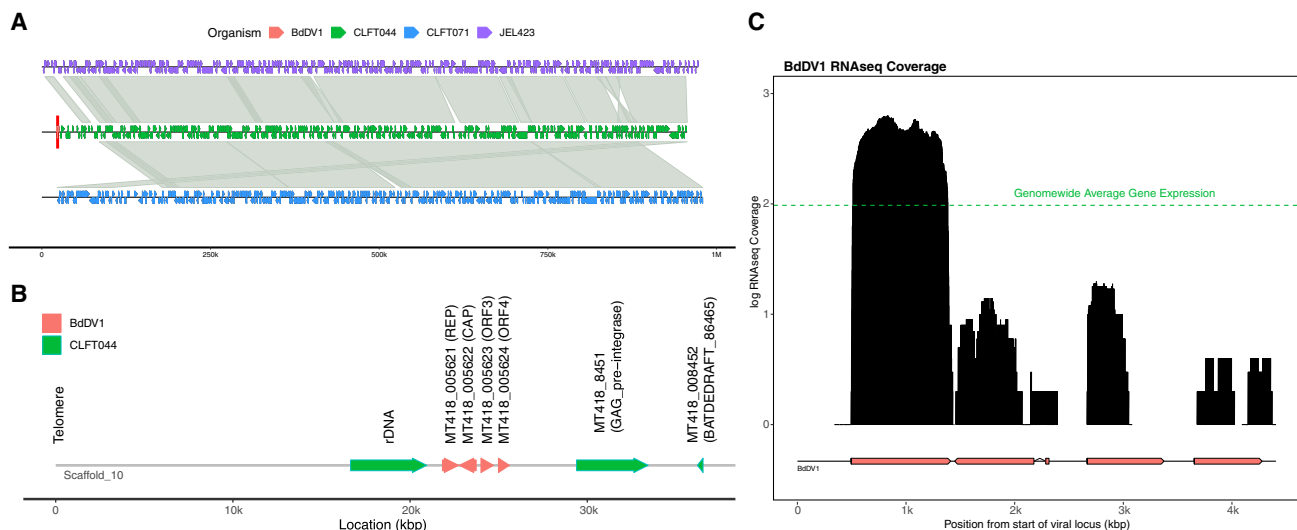 A
Organism BdDV1 CLFT044 CLFT071 JEL423
0 250k 500k 750k 1M
B
BdDV1
CLFT044
Telomere
rDNA
MT418_005621 (REP)
MT418_005622 (CAP)
MT418_005623 (ORF3)
MT418_005624 (ORF4)
MT418_8451
(GAG_pre−integrase)
MT418_008452
(BATDEDRAFT_86465)
Scaffold_10
0 10k 20k 30k
Location (kbp)
C
BdDV1 RNAseq Coverage
3
2
1
0
log RNAseq Coverage
Genomewide Average Gene Expression
BdDV1
0 1k 2k 3k 4k
Position from start of viral locus (kbp)